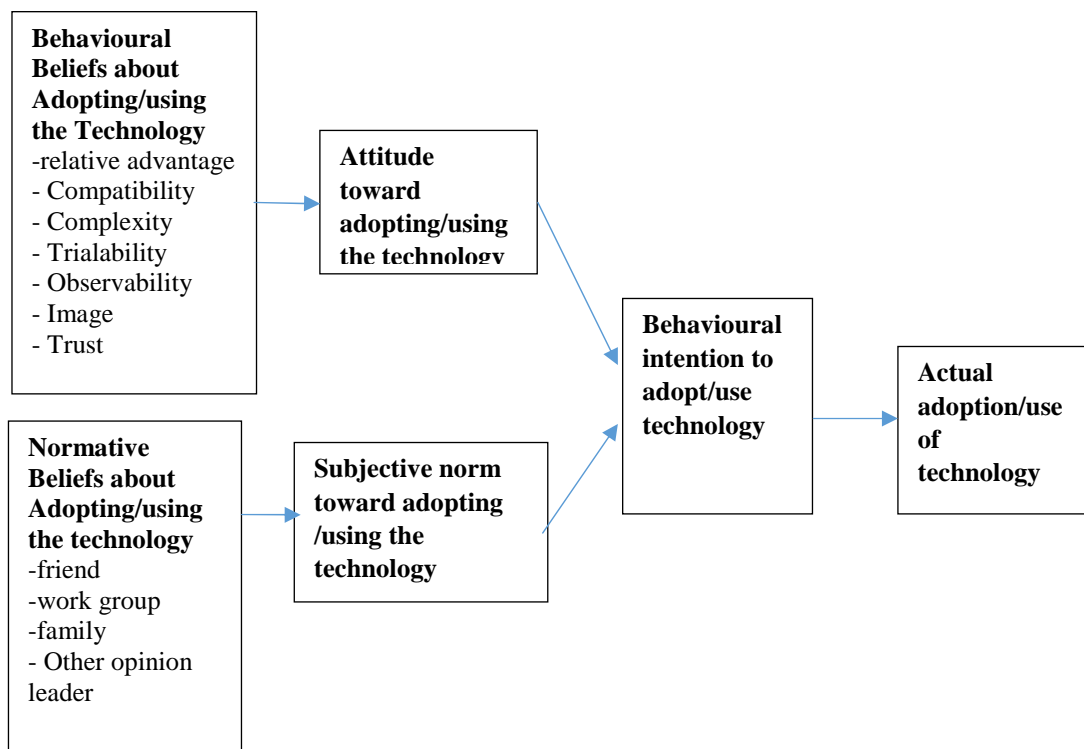 Behavioural
Beliefs about
Adopting/using
the Technology
-relative advantage
- Compatibility
- Complexity
- Trialability
- Observability
- Image
- Trust
Attitude
toward
adopting/using
the technology
Behavioural
intention to
adopt/use
technology
Actual
adoption/use
of
technology
Normative
Beliefs about
Adopting/using
the technology
-friend
-work group
-family
- Other opinion
leader
Subjective norm
toward adopting
/using the
technology